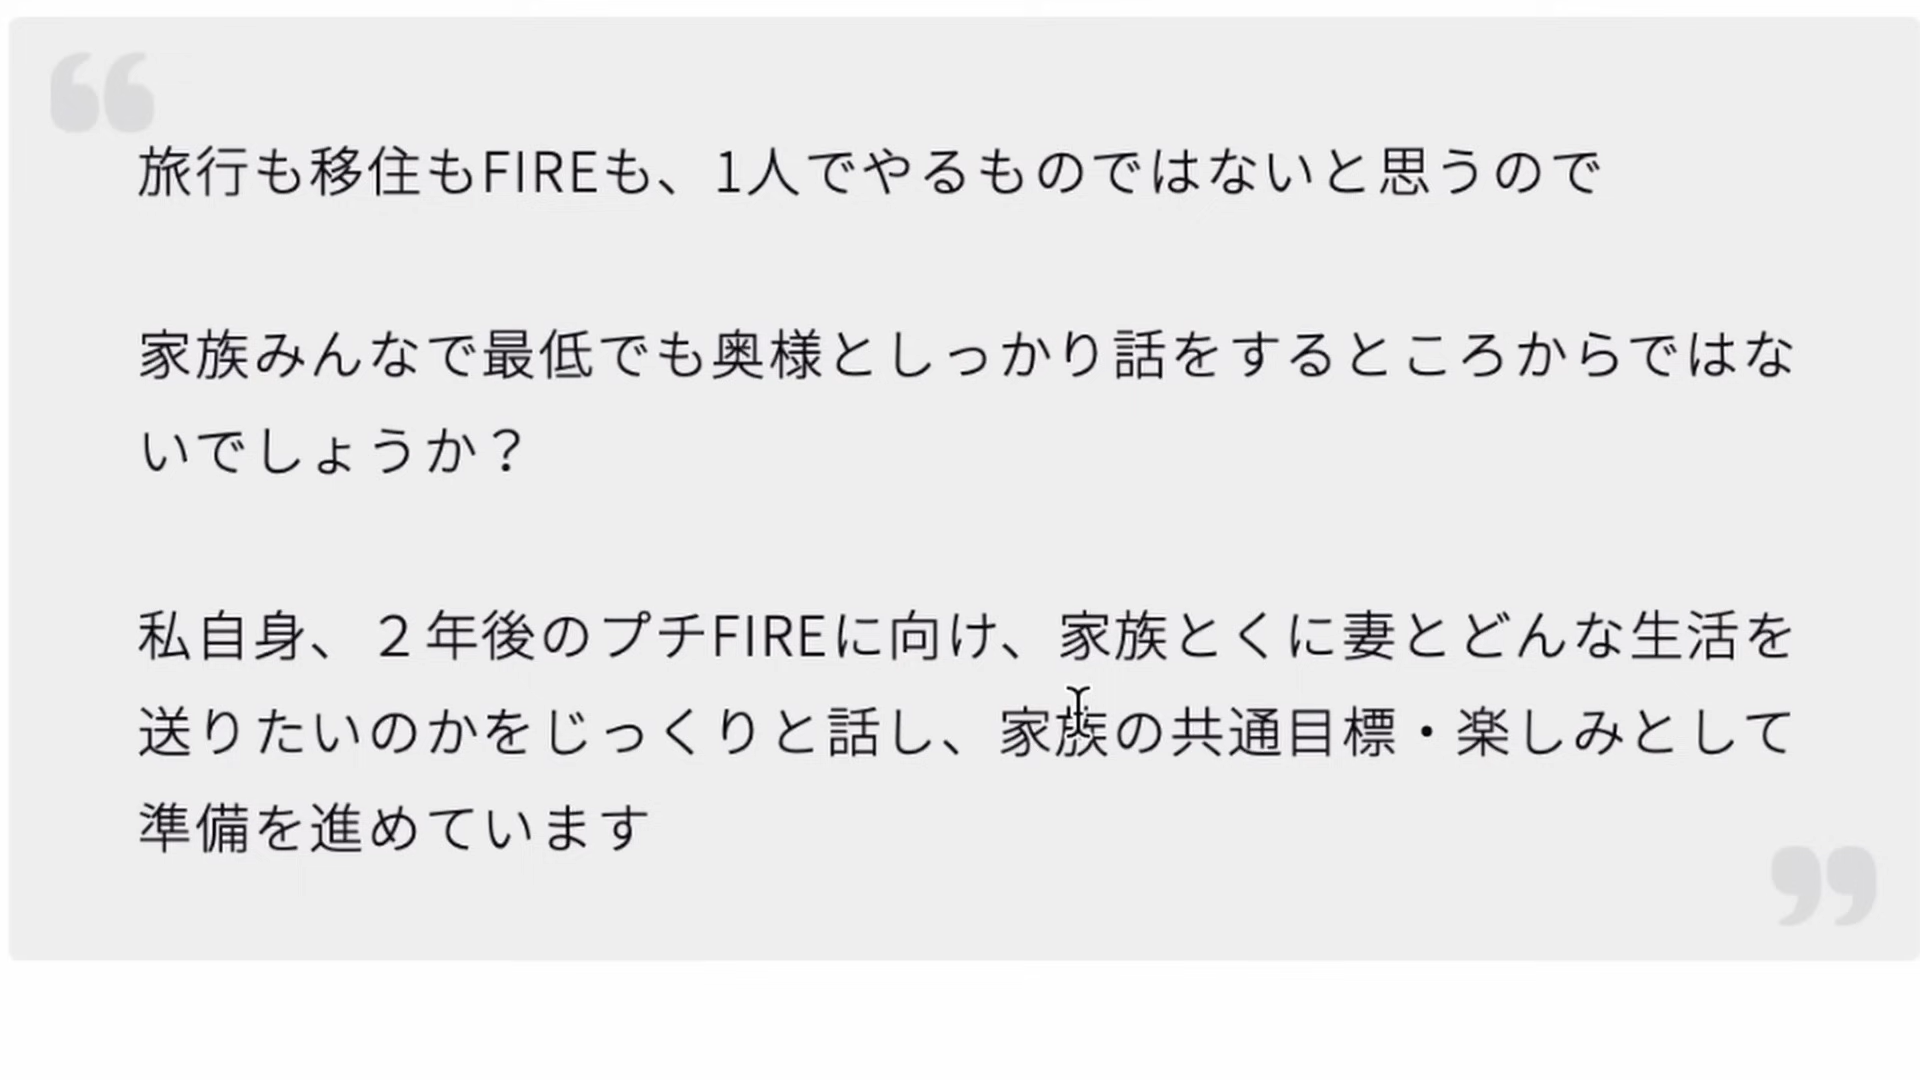 旅行も移住もFIREも、1人でやるものではないと思うので
家族みんなで最低でも奥様としっかり話をするところからではな
いでしょうか？
私自身、２年後のプチFIREに向け、家族とくに妻とどんな生活を
送りたいのかをじっくりと話し、家族の共通目標・楽しみとして
準備を進めています